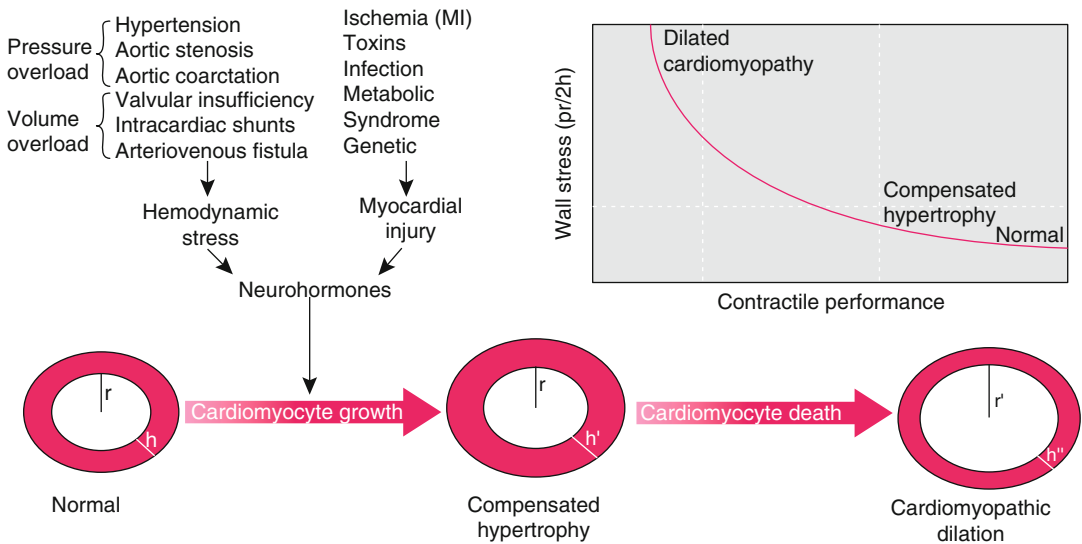 Pressure
overload
Hypertension
Aortic stenosis
Aortic coarctation
Volume
overload
Valvular insufficiency
Intracardiac shunts
Arteriovenous fistula
Hemodynamic
stress
Ischemia (MI)
Toxins
Infection
Metabolic
Syndrome
Genetic
Myocardial
injury
Neurohormones
Wall stress (pr/2h)
Dilated
cardiomyopathy
Compensated
hypertrophy
Normal
Contractile performance
r
h
Normal
Cardiomyocyte growth
r
h'
Compensated
hypertrophy
Cardiomyocyte death
r'
h"
Cardiomyopathic
dilation